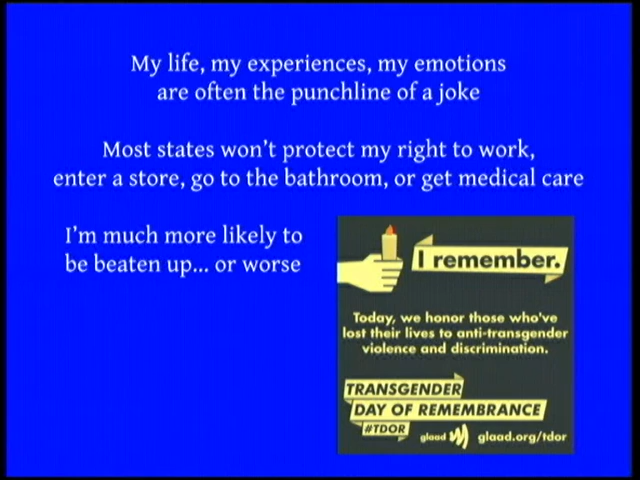 My life, my experiences, my emotions
are often the punchline of a joke
Most states won't protect my right to work,
enter a store, go to the bathroom, or get medical care
I'm much more likely to
be beaten up... or worse
I remember.
Today, we honor those who've
lost their lives to anti-transgender
violence and discrimination.
TRANSGENDER
DAY OF REMEMBRANCE
#TDOR
glaad glaad.org/tdor